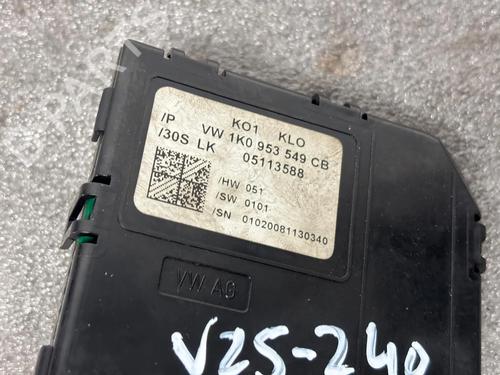 KO1 KLO
/P VW 1K0 953 549 CB
/30S LK 05113588
/HW 051
/SW 0101
/SN 01020081130340
VW AG
V25-240